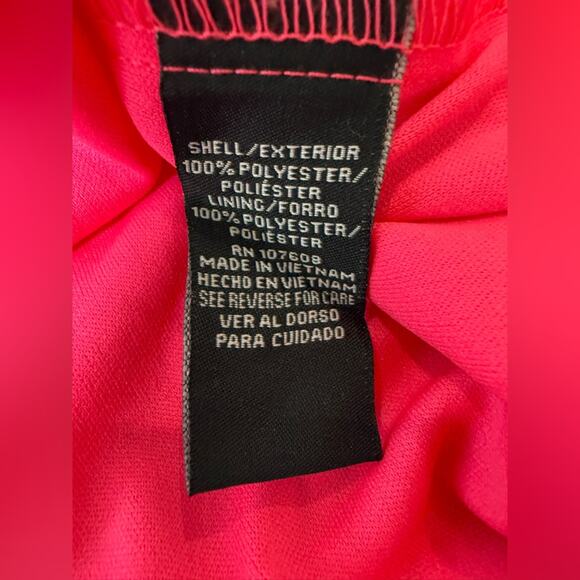 SHELL/EXTERIOR
100% POLYESTER/
POLIÉSTER
LINING/FORRO
100% POLYESTER/
POLIÉSTER
RN 107609
MADE IN VIETNAM
HECHO EN VIETNAM
SEE REVERSE FOR CARE
VER AL DORSO
PARA CUIDADO